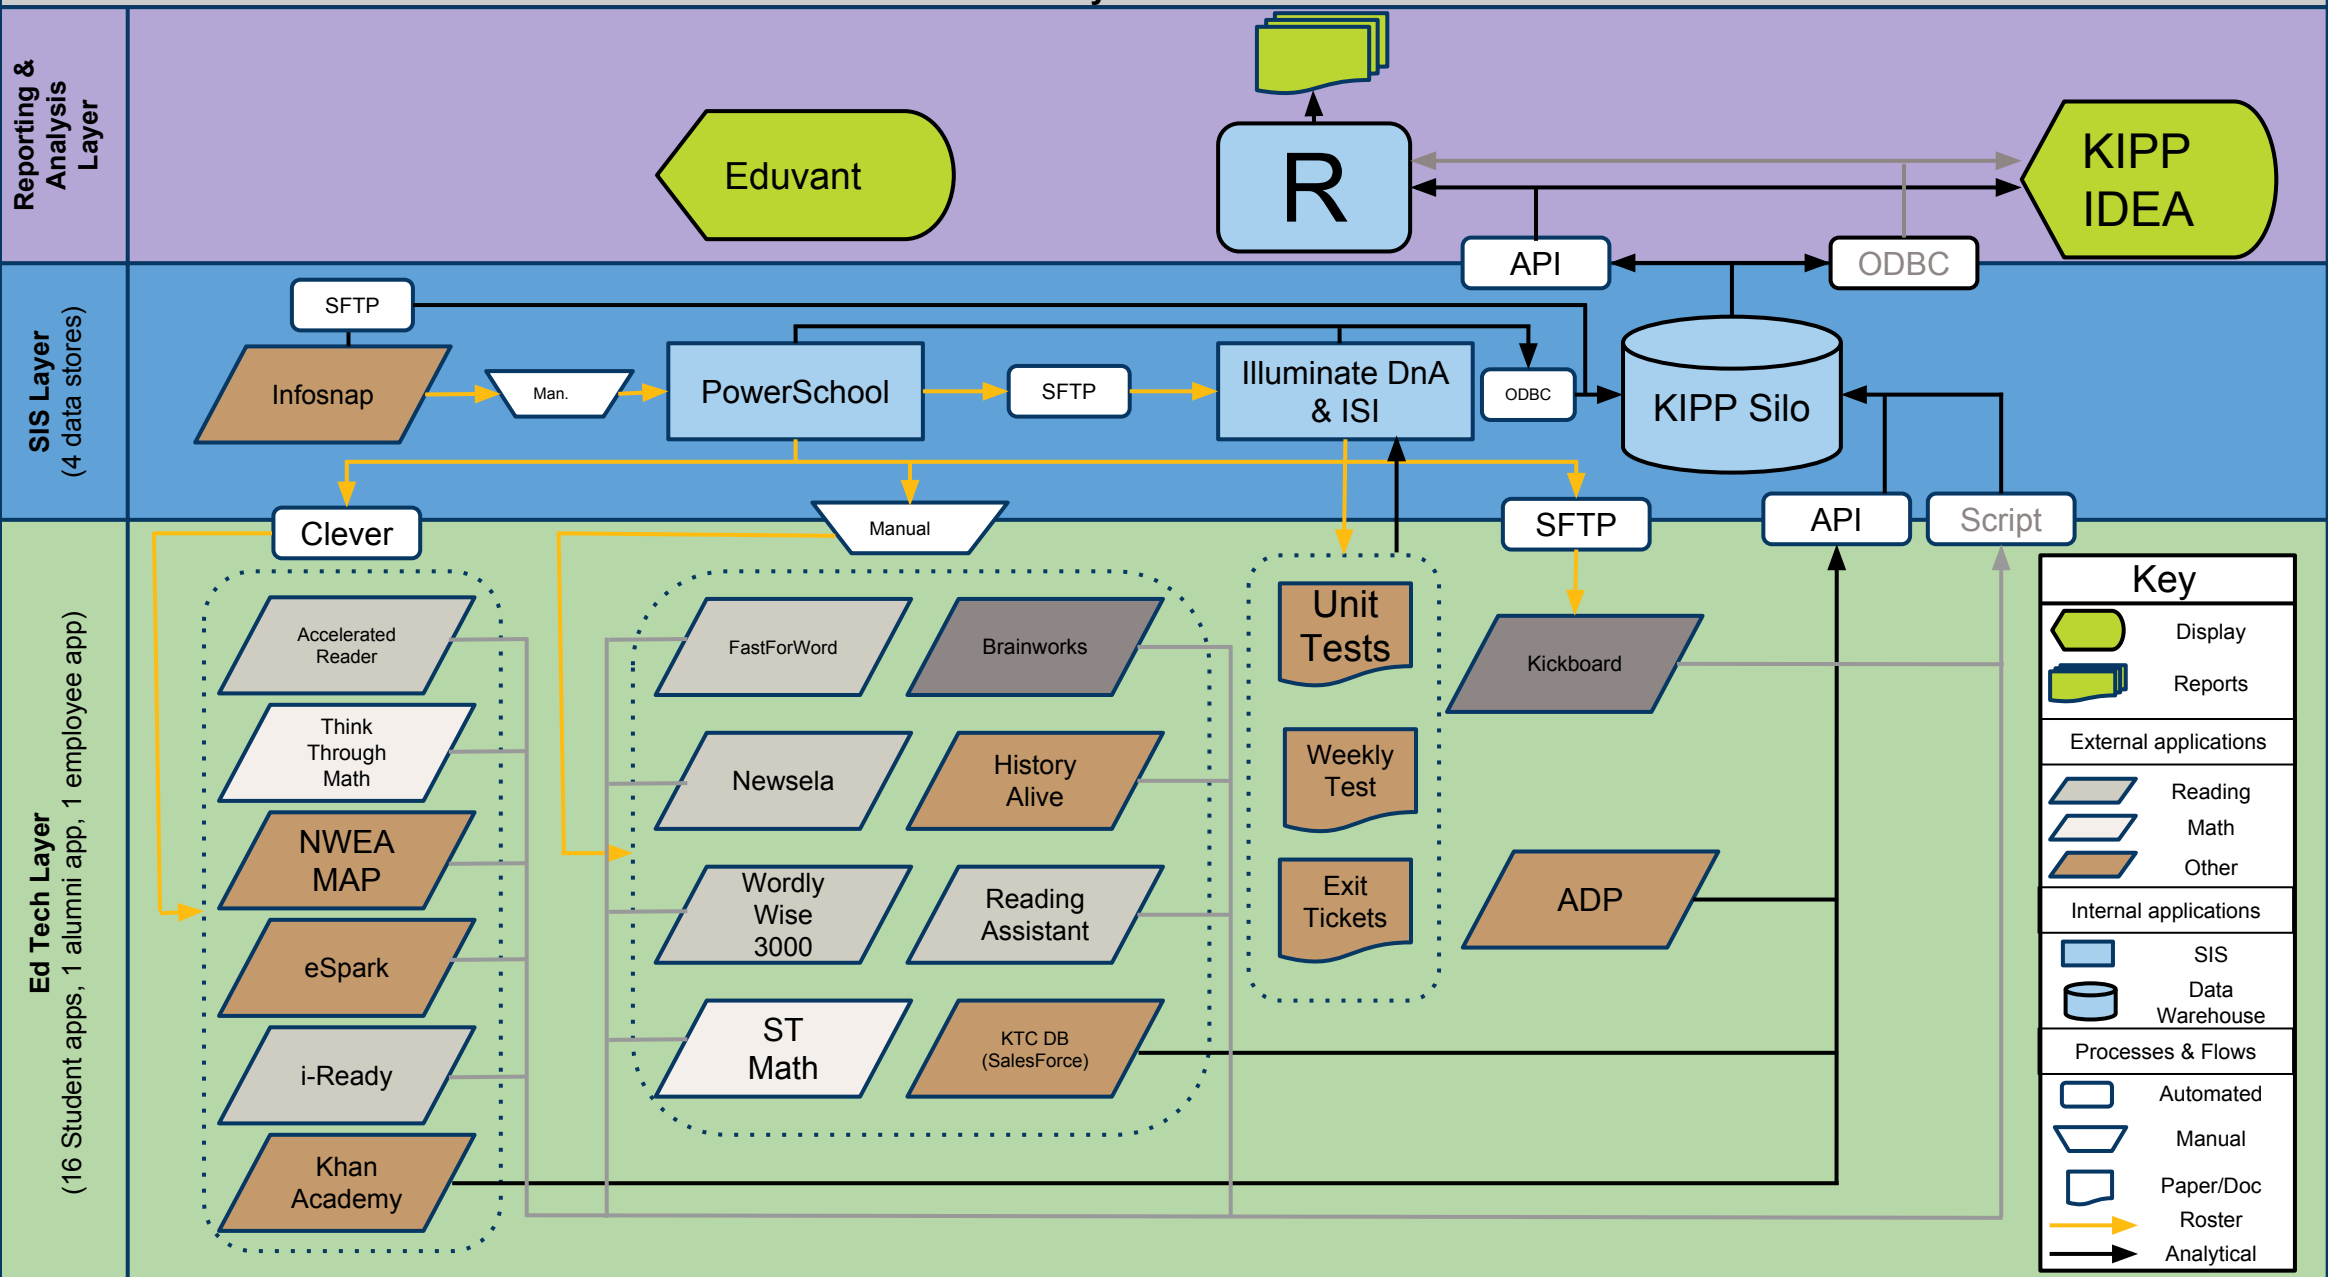 Reporting &
Analysis
Layer
Eduvant
R
KIPP
IDEA
API
ODBC
SIS Layer
(4 data stores)
SFTP
Infosnap
Man.
PowerSchool
SFTP
Illuminate DnA
& ISI
ODBC
KIPP Silo
Clever
Manual
SFTP
API
Script
Ed Tech Layer
(16 Student apps, 1 alumni app, 1 employee app)
Accelerated
Reader
Think
Through
Math
NWEA
MAP
eSpark
i-Ready
Khan
Academy
FastForWord
Brainworks
Newsela
History
Alive
Wordly
Wise
3000
Reading
Assistant
ST
Math
KTC DB
(SalesForce)
Unit
Tests
Weekly
Test
Exit
Tickets
Kickboard
ADP
Key
Display
Reports
External applications
Reading
Math
Other
Internal applications
SIS
Data
Warehouse
Processes & Flows
Automated
Manual
Paper/Doc
Roster
Analytical